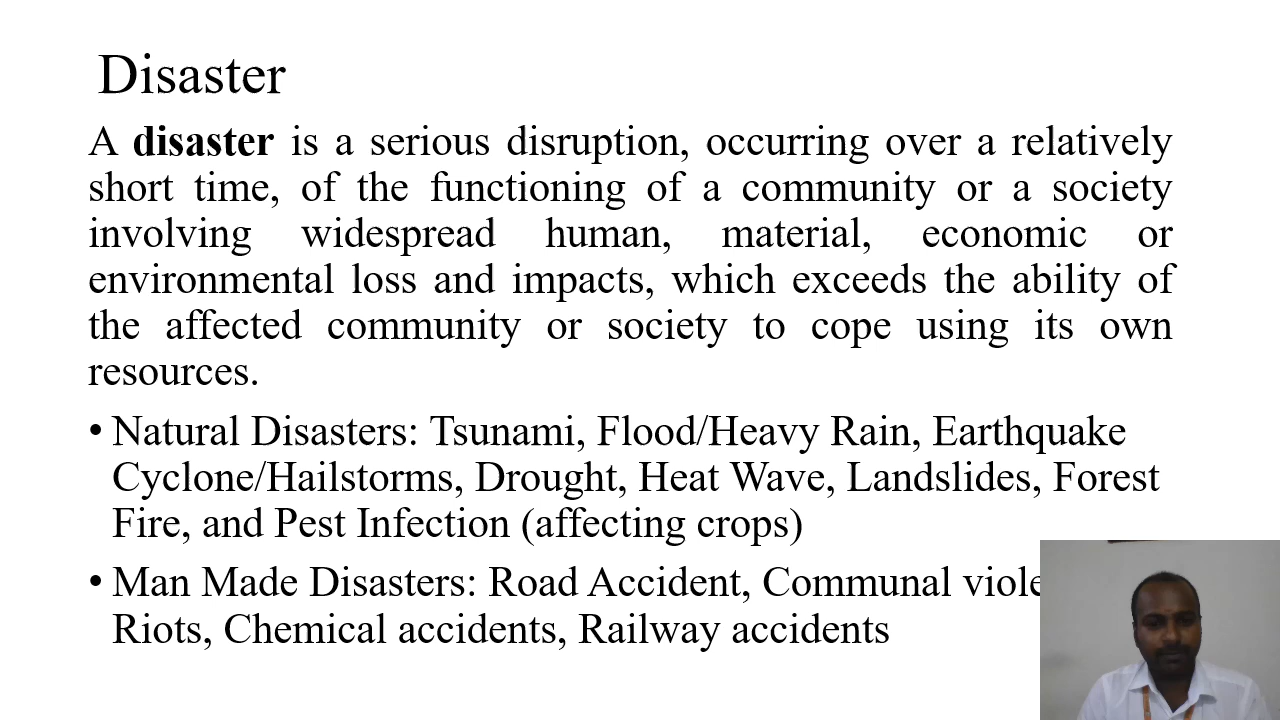 Disaster
A disaster is a serious disruption, occurring over a relatively
short time, of the functioning of a community or a society
involving widespread human, material, economic or
environmental loss and impacts, which exceeds the ability of
the affected community or society to cope using its own
resources.
• Natural Disasters: Tsunami, Flood/Heavy Rain, Earthquake
Cyclone/Hailstorms, Drought, Heat Wave, Landslides, Forest
Fire, and Pest Infection (affecting crops)
• Man Made Disasters: Road Accident, Communal
Riots, Chemical accidents, Railway accidents